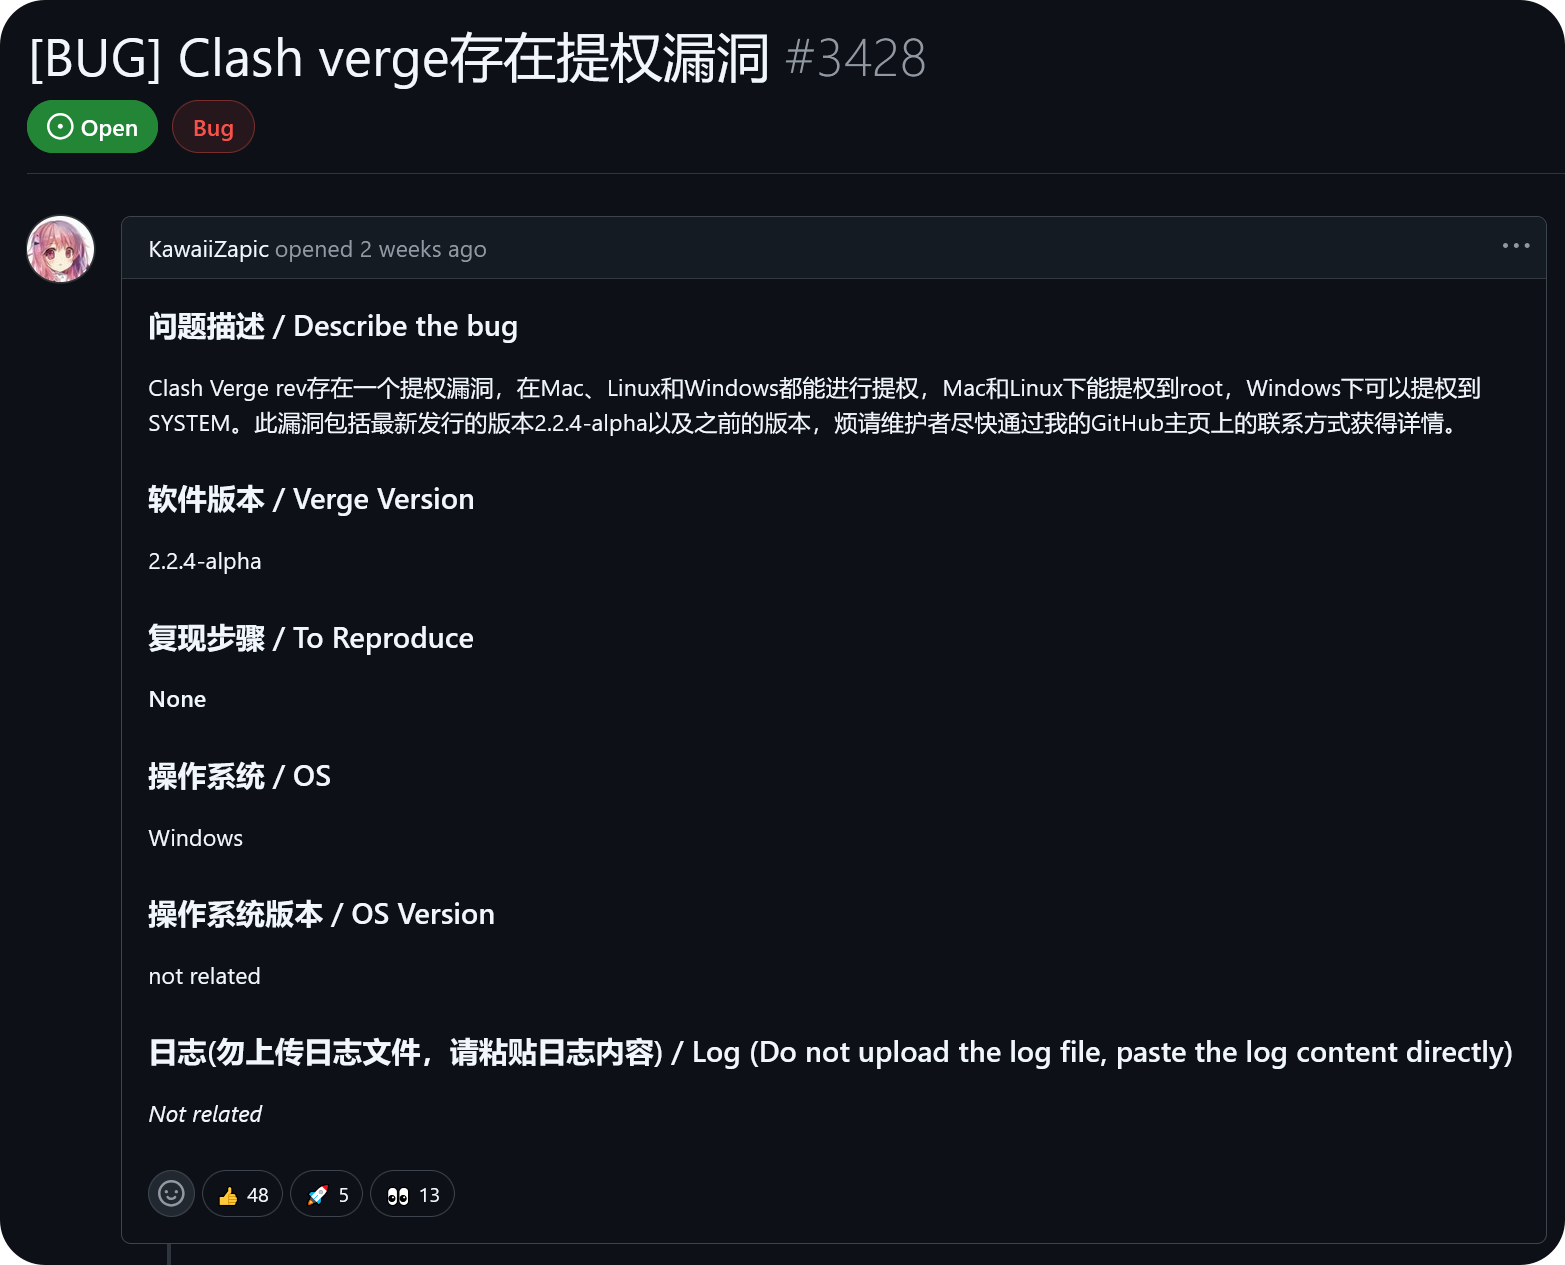 [BUG] Clash verge存在提权漏洞 #3428
Open Bug
KawaiiZapic opened 2 weeks ago
问题描述 / Describe the bug
Clash Verge rev存在一个提权漏洞，在Mac、Linux和Windows都能进行提权，Mac和Linux下能提权到root，Windows下可以提权到
SYSTEM。此漏洞包括最新发行的版本2.2.4-alpha以及之前的版本，烦请维护者尽快通过我的GitHub主页上的联系方式获得详情。
软件版本 / Verge Version
2.2.4-alpha
复现步骤 / To Reproduce
None
操作系统 / OS
Windows
操作系统版本 / OS Version
not related
日志(勿上传日志文件，请粘贴日志内容) / Log (Do not upload the log file, paste the log content directly)
Not related
48 5 13